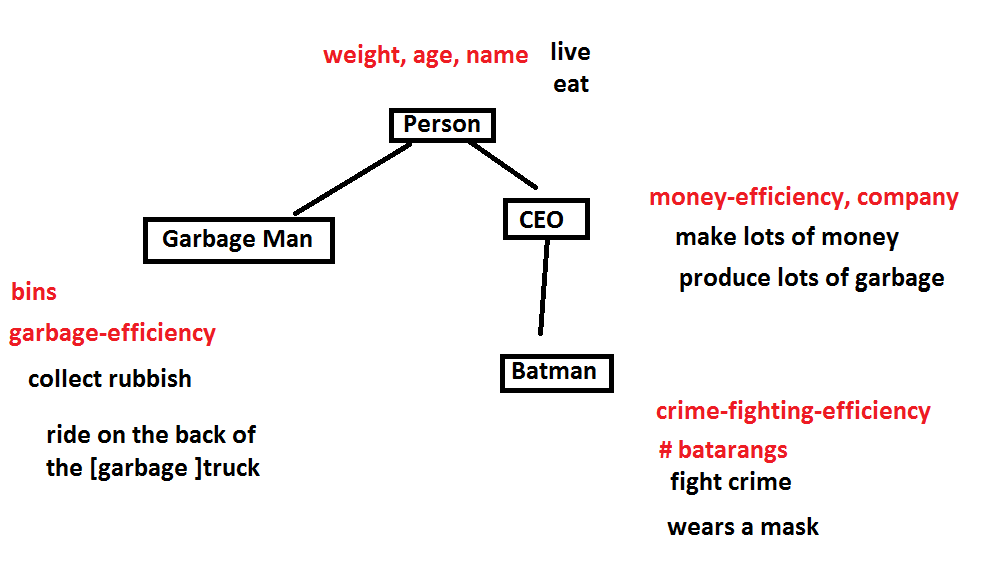 weight, age, name
live
eat
Person
Garbage Man
CEO
money-efficiency, company
make lots of money
produce lots of garbage
bins
garbage-efficiency
collect rubbish
ride on the back of
the [garbage ]truck
Batman
crime-fighting-efficiency
# batarangs
fight crime
wears a mask